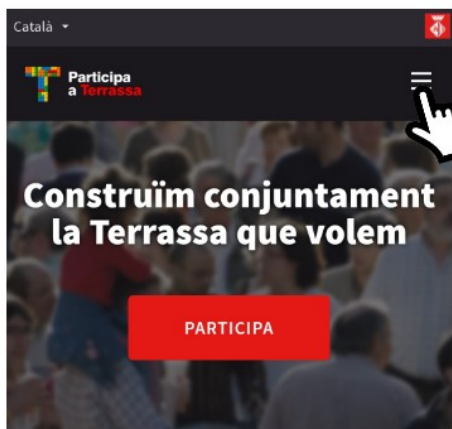 Català
Participa
a Terrassa
Construïm conjuntament
la Terrassa que volem
PARTICIPA